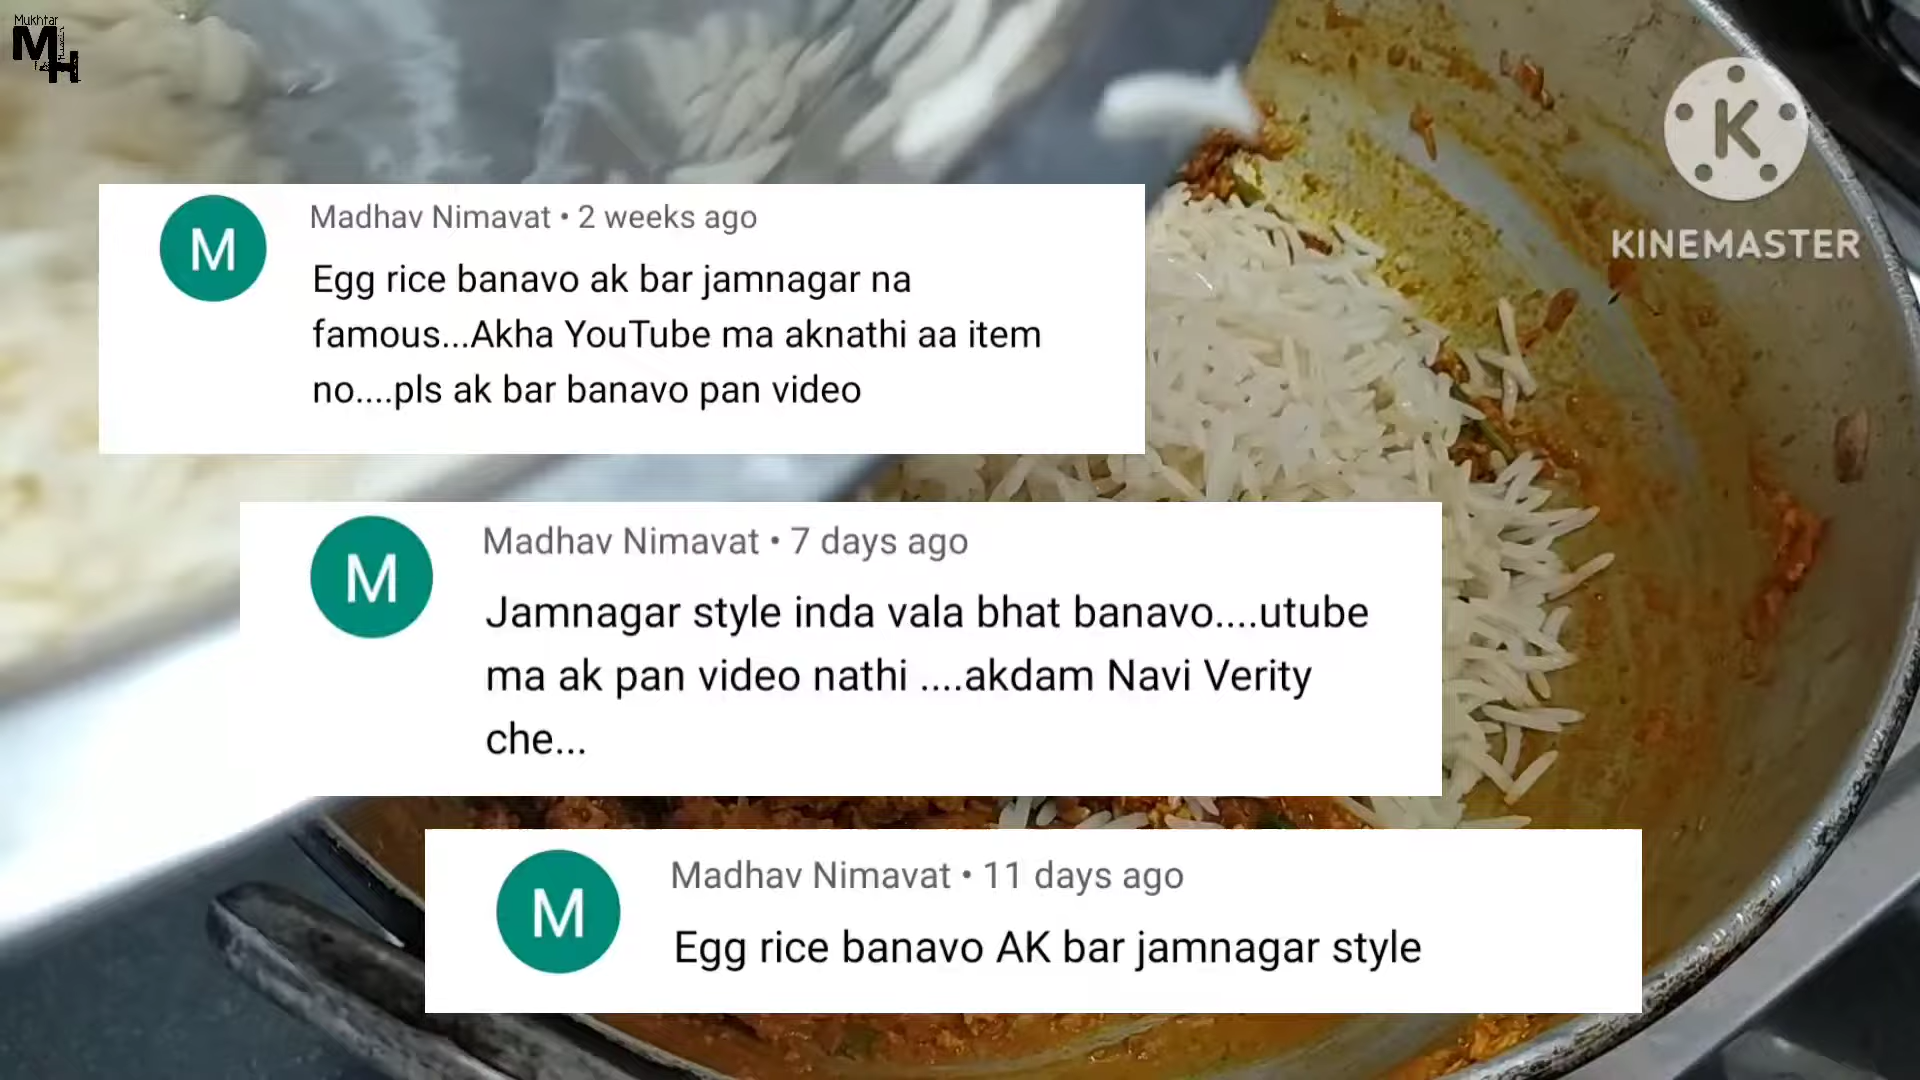 Mukhtar
MH
K
KINEMASTER
M
Madhav Nimavat • 2 weeks ago
Egg rice banavo ak bar jamnagar na
famous...Akha YouTube ma aknathi aa item
no....pls ak bar banavo pan video
M
Madhav Nimavat • 7 days ago
Jamnagar style inda vala bhat banavo....utube
ma ak pan video nathi ....akdam Navi Verity
che...
M
Madhav Nimavat • 11 days ago
Egg rice banavo AK bar jamnagar style